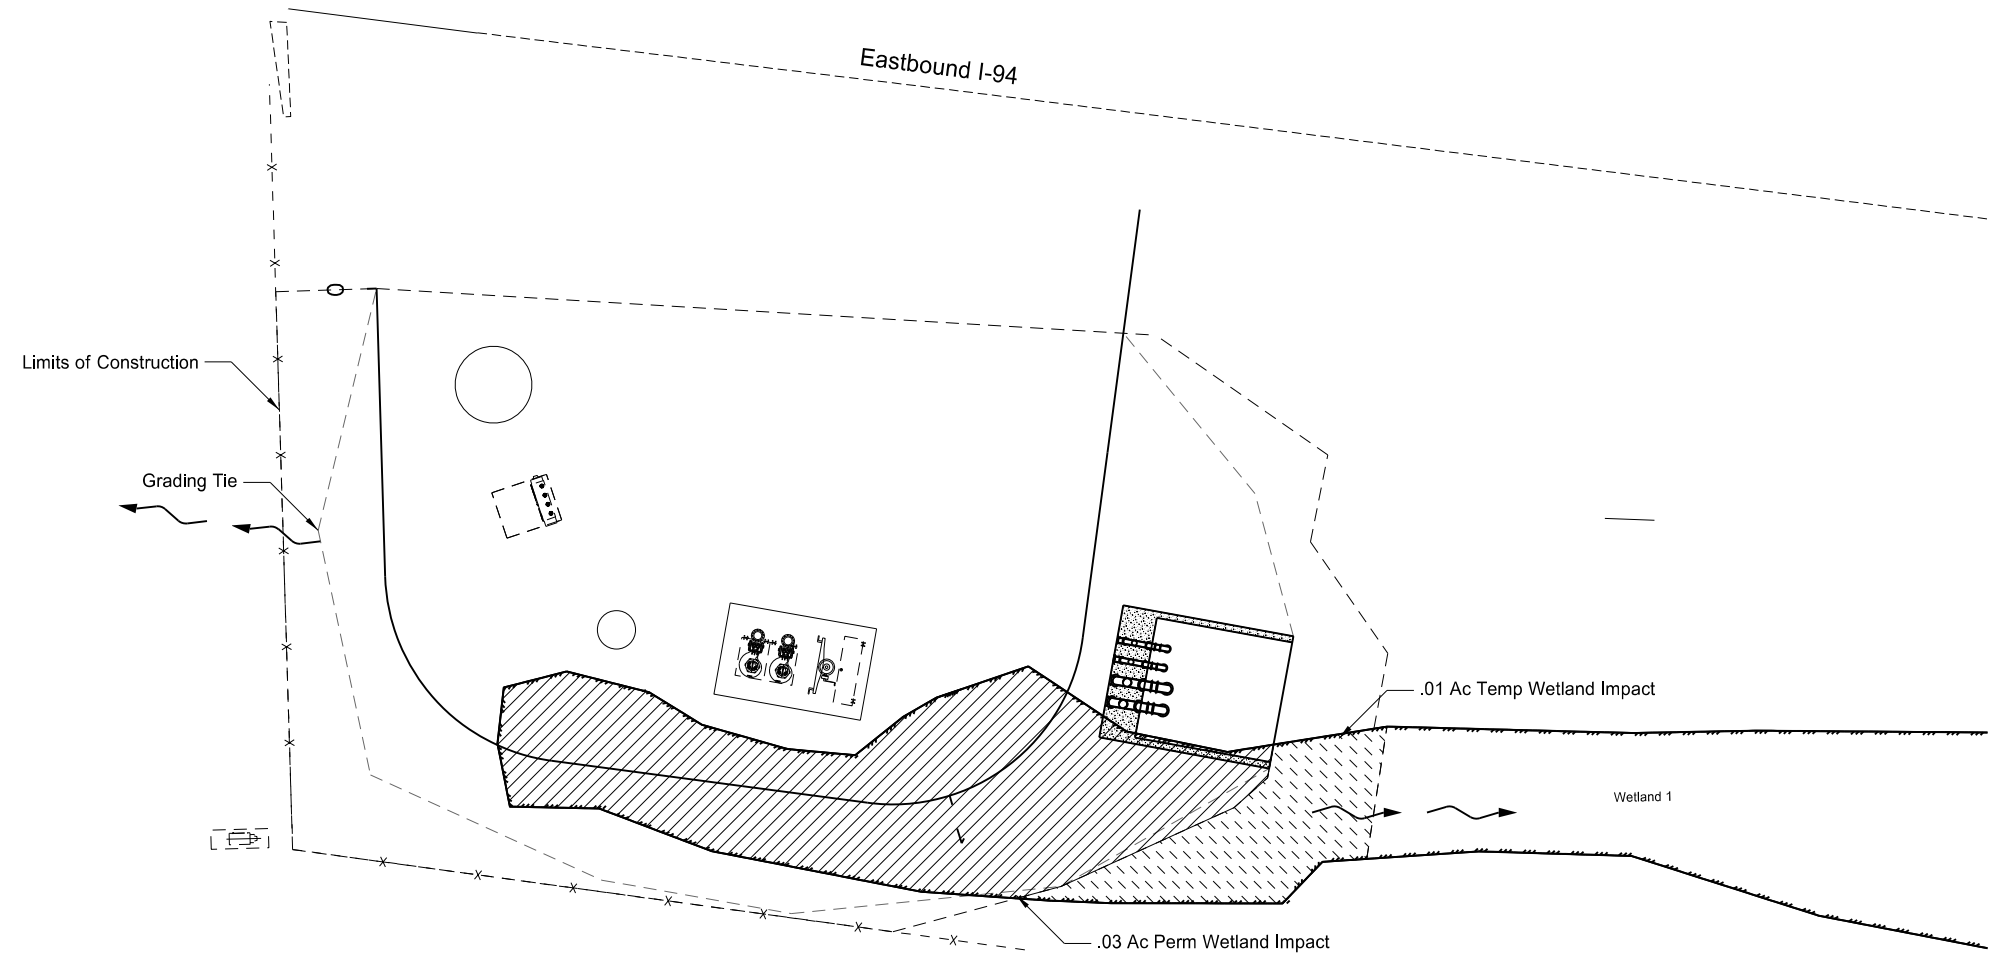 Eastbound I-94
Limits of Construction
Grading Tie
.01 Ac Temp Wetland Impact
Wetland 1
.03 Ac Perm Wetland Impact